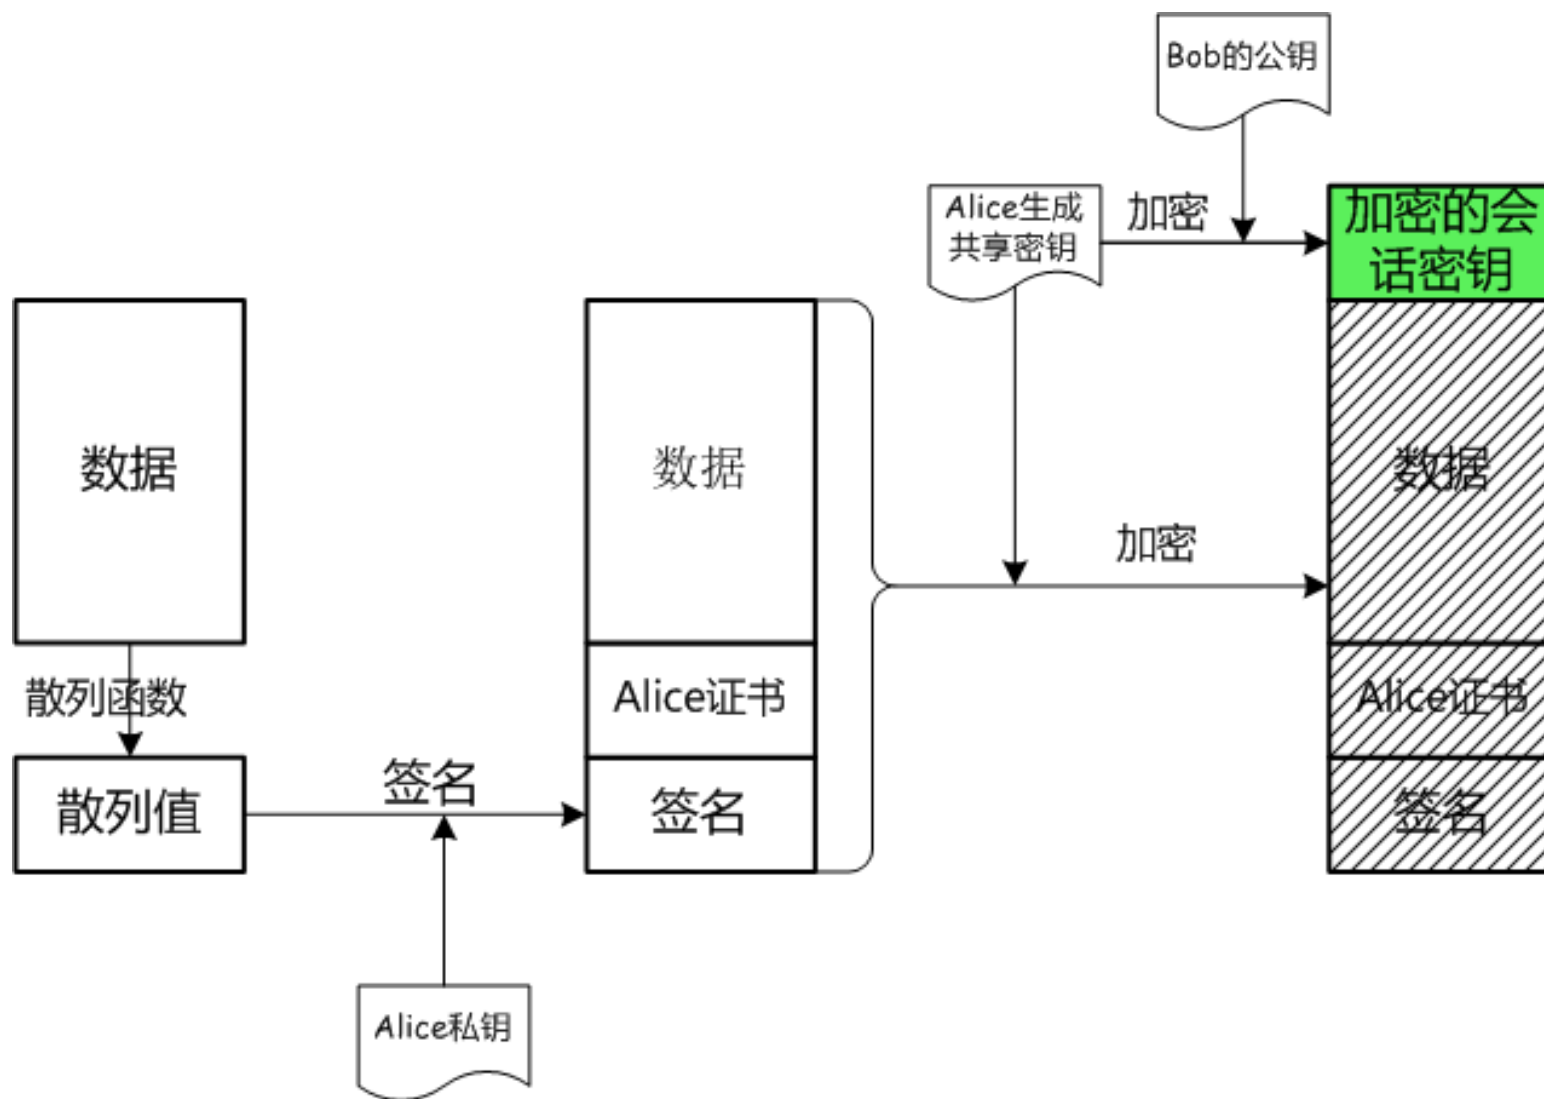 Bob的公钥
Alice生成
共享密钥
加密
加密的会
话密钥
数据
数据
数据
加密
散列函数
Alice证书
Alice证书
散列值
签名
签名
签名
Alice私钥